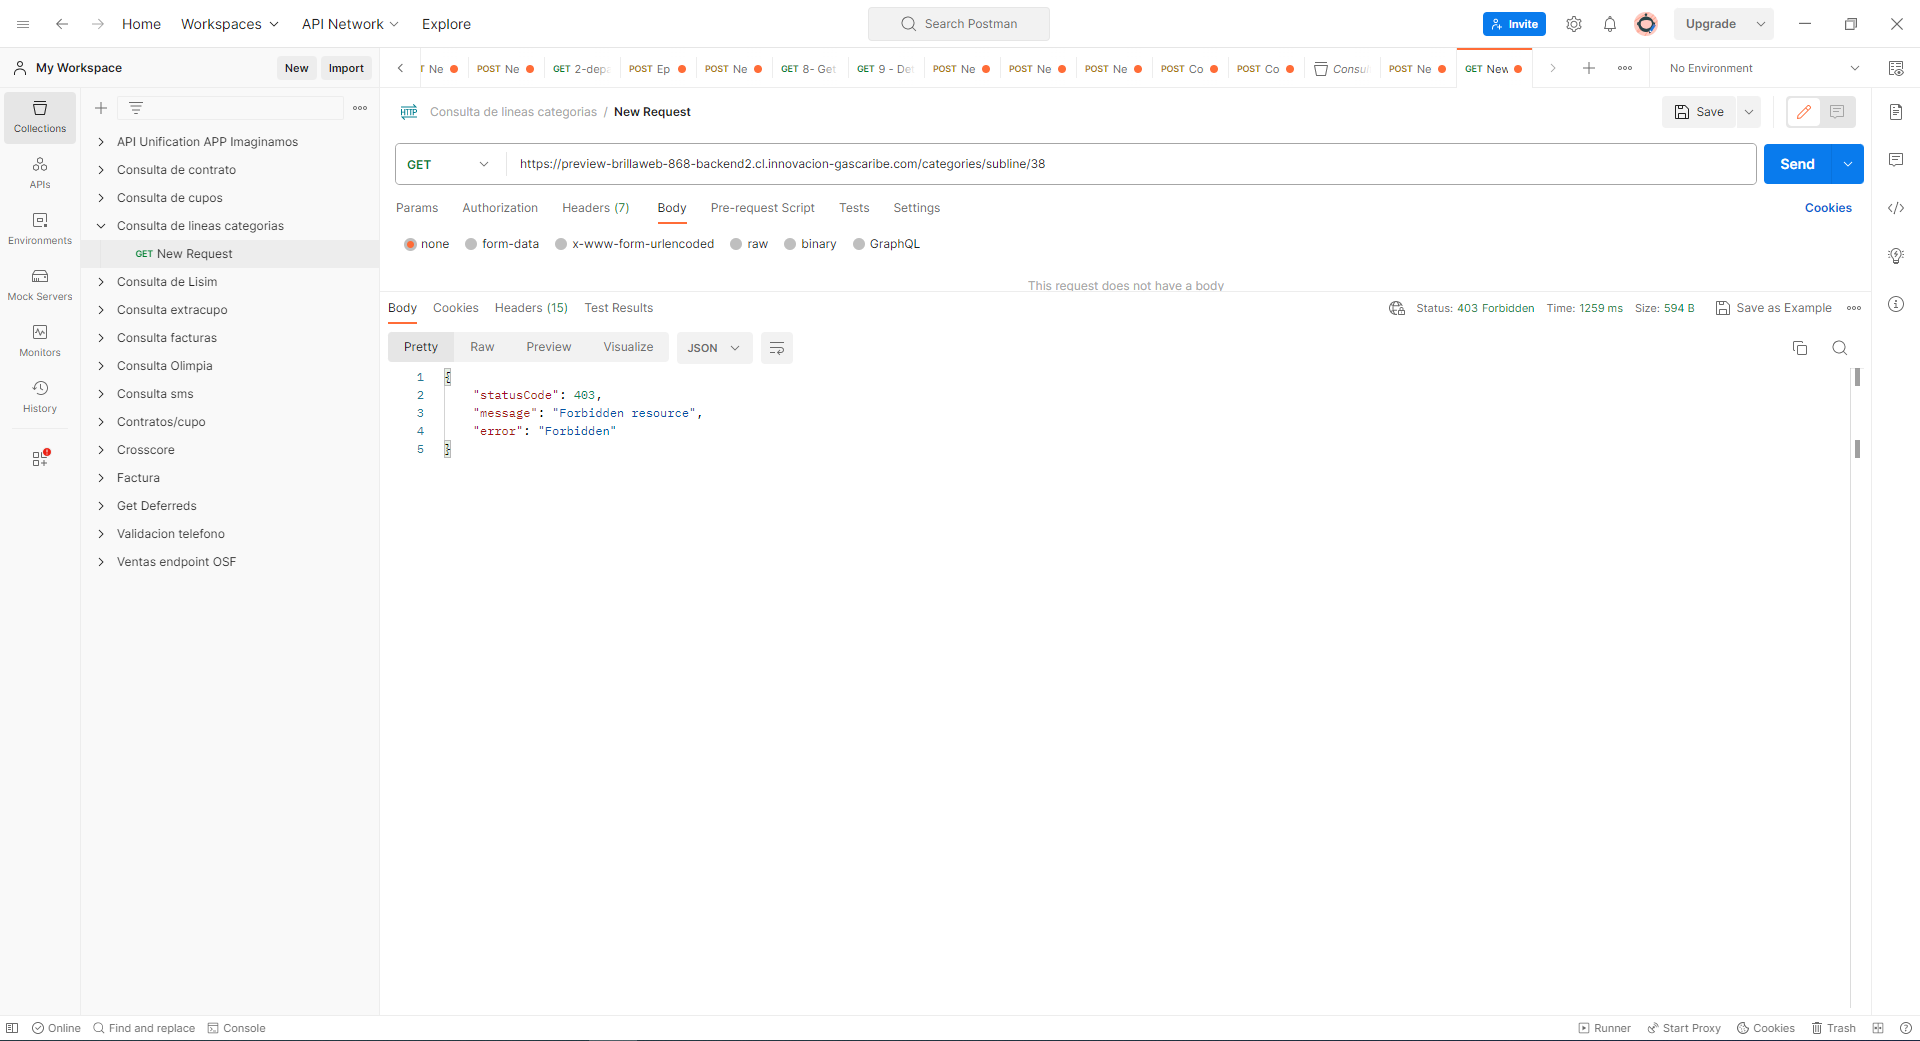 Home Workspaces API Network Explore Search Postman Invite Upgrade
My Workspace New Import
Ne POST Ne GET 2-depa POST Ep POST Ne GET 8- Get GET 9 - Det POST Ne POST Ne POST Ne POST Co POST Co Consul POST Ne GET New No Environment
Collections
APIs
Environments
Mock Servers
Monitors
History
API Unification APP Imaginamos
Consulta de contrato
Consulta de cupos
Consulta de lineas categorias
GET New Request
Consulta de Lisim
Consulta extracupo
Consulta facturas
Consulta Olimpia
Consulta sms
Contratos/cupo
Crosscore
Factura
Get Deferreds
Validacion telefono
Ventas endpoint OSF
HTTP Consulta de lineas categorias / New Request Save
GET https://preview-brillaweb-868-backend2.cl.innovacion-gascaribe.com/categories/subline/38 Send
Params Authorization Headers (7) Body Pre-request Script Tests Settings Cookies
none form-data x-www-form-urlencoded raw binary GraphQL
This request does not have a body
Body Cookies Headers (15) Test Results Status: 403 Forbidden Time: 1259 ms Size: 594 B Save as Example
Pretty Raw Preview Visualize JSON
1 {
2 "statusCode": 403,
3 "message": "Forbidden resource",
4 "error": "Forbidden"
5 }
Online Find and replace Console Runner Start Proxy Cookies Trash